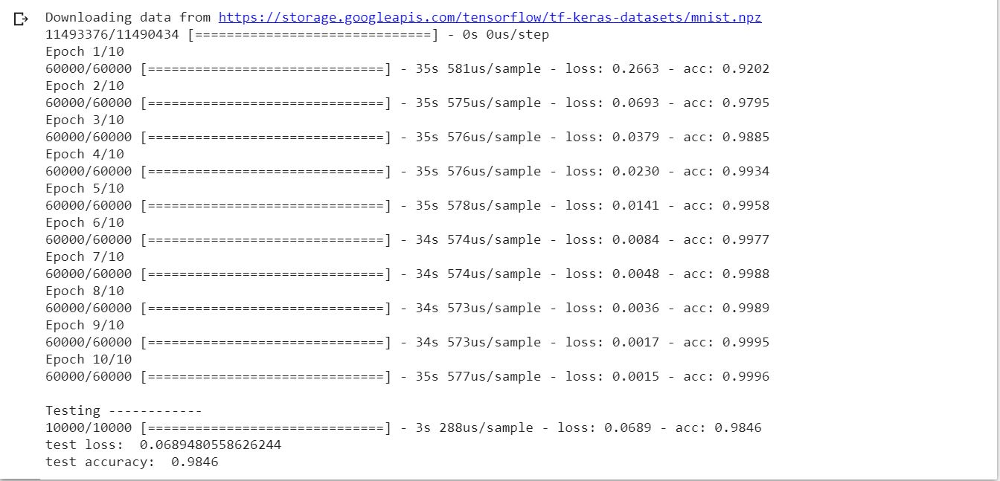 Downloading data from https://storage.googleapis.com/tensorflow/tf-keras-datasets/mnist.npz
11493376/11490434 [==============================] - 0s 0us/step
Epoch 1/10
60000/60000 [==============================] - 35s 581us/sample - loss: 0.2663 - acc: 0.9202
Epoch 2/10
60000/60000 [==============================] - 35s 575us/sample - loss: 0.0693 - acc: 0.9795
Epoch 3/10
60000/60000 [==============================] - 35s 576us/sample - loss: 0.0379 - acc: 0.9885
Epoch 4/10
60000/60000 [==============================] - 35s 576us/sample - loss: 0.0230 - acc: 0.9934
Epoch 5/10
60000/60000 [==============================] - 35s 578us/sample - loss: 0.0141 - acc: 0.9958
Epoch 6/10
60000/60000 [==============================] - 34s 574us/sample - loss: 0.0084 - acc: 0.9977
Epoch 7/10
60000/60000 [==============================] - 34s 574us/sample - loss: 0.0048 - acc: 0.9988
Epoch 8/10
60000/60000 [==============================] - 34s 573us/sample - loss: 0.0036 - acc: 0.9989
Epoch 9/10
60000/60000 [==============================] - 34s 573us/sample - loss: 0.0017 - acc: 0.9995
Epoch 10/10
60000/60000 [==============================] - 35s 577us/sample - loss: 0.0015 - acc: 0.9996
Testing ------------
10000/10000 [==============================] - 3s 288us/sample - loss: 0.0689 - acc: 0.9846
test loss:  0.0689480558626244
test accuracy:  0.9846